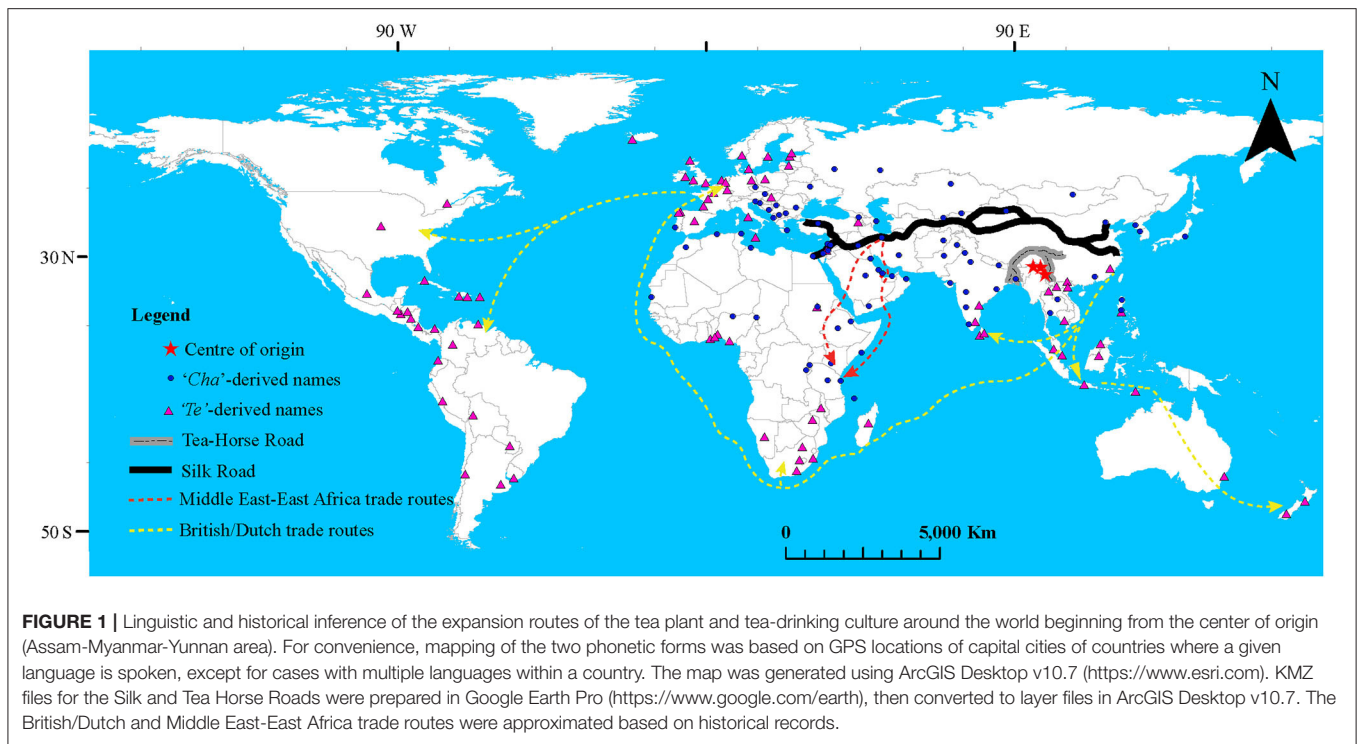 90 W
90 E
N
30 N
50 S
Legend
Centre of origin
'Cha'-derived names
'Te'-derived names
Tea-Horse Road
Silk Road
Middle East-East Africa trade routes
British/Dutch trade routes
0 5,000 Km
FIGURE 1 | Linguistic and historical inference of the expansion routes of the tea plant and tea-drinking culture around the world beginning from the center of origin
(Assam-Myanmar-Yunnan area). For convenience, mapping of the two phonetic forms was based on GPS locations of capital cities of countries where a given
language is spoken, except for cases with multiple languages within a country. The map was generated using ArcGIS Desktop v10.7 (https://www.esri.com). KMZ
files for the Silk and Tea Horse Roads were prepared in Google Earth Pro (https://www.google.com/earth), then converted to layer files in ArcGIS Desktop v10.7. The
British/Dutch and Middle East-East Africa trade routes were approximated based on historical records.